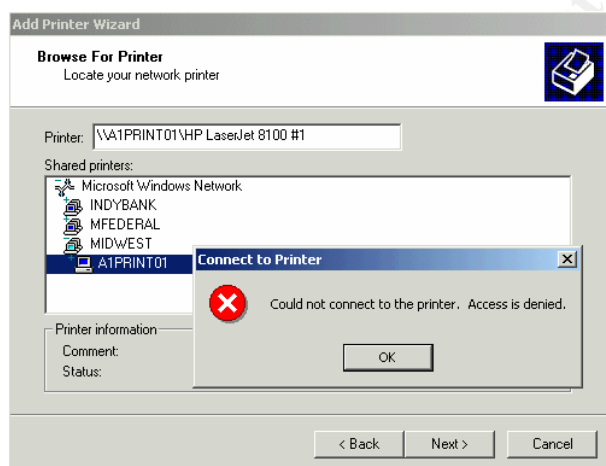 Add Printer Wizard
Browse For Printer
Locate your network printer
Printer: \\A1PRINT01\HP LaserJet 8100 #1
Shared printers:
Microsoft Windows Network
INDYBANK
MFEDERAL
MIDWEST
A1PRINT01
Connect to Printer
Could not connect to the printer. Access is denied.
OK
Printer information
Comment:
Status:
< Back
Next >
Cancel